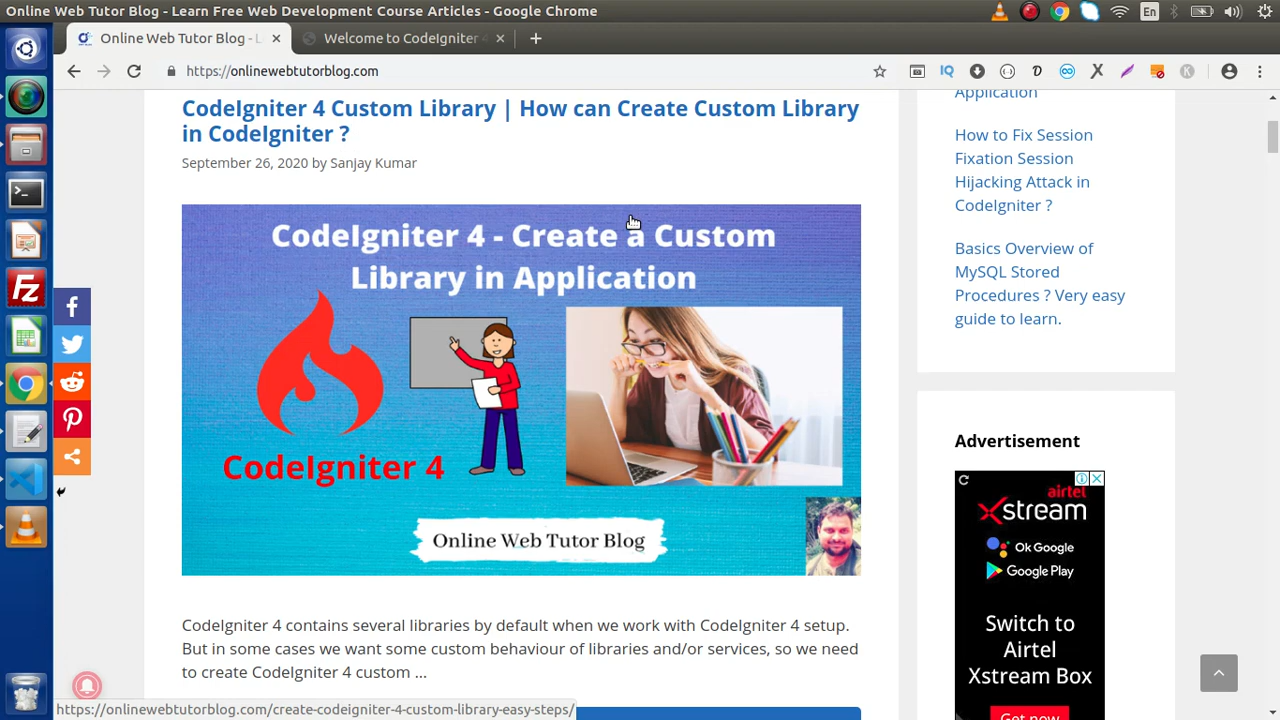 Online Web Tutor Blog - Learn Free Web Development Course Articles - Google Chrome
En
Online Web Tutor Blog - L
Welcome to CodeIgniter 4
https://onlinewebtutorblog.com
IQ
CodeIgniter 4 Custom Library | How can Create Custom Library
in CodeIgniter ?
September 26, 2020 by Sanjay Kumar
CodeIgniter 4 - Create a Custom
Library in Application
CodeIgniter 4
Online Web Tutor Blog
CodeIgniter 4 contains several libraries by default when we work with CodeIgniter 4 setup.
But in some cases we want some custom behaviour of libraries and/or services, so we need
to create CodeIgniter 4 custom ...
Application
How to Fix Session
Fixation Session
Hijacking Attack in
CodeIgniter ?
Basics Overview of
MySQL Stored
Procedures ? Very easy
guide to learn.
Advertisement
airtel
Xstream
Ok Google
Google Play
Switch to
Airtel
Xstream Box
Get now
https://onlinewebtutorblog.com/create-codeigniter-4-custom-library-easy-steps/